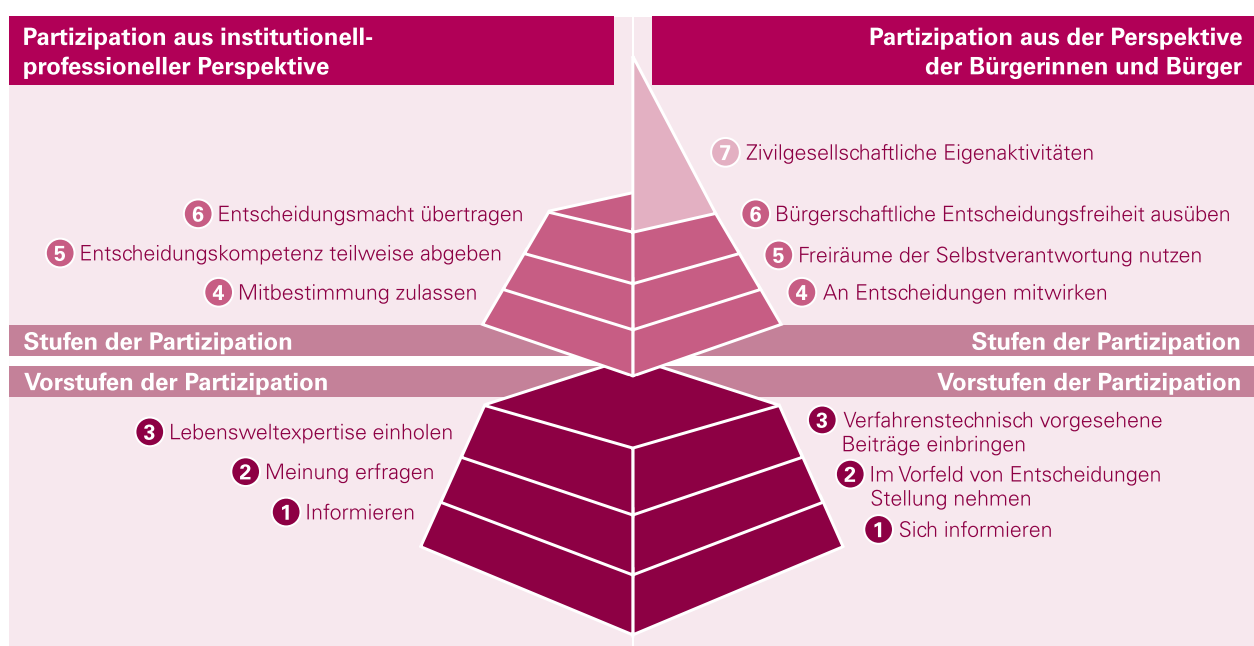 Partizipation aus institutionell-
professioneller Perspektive
6 Entscheidungsmacht übertragen
5 Entscheidungskompetenz teilweise abgeben
4 Mitbestimmung zulassen
Stufen der Partizipation
Vorstufen der Partizipation
3 Lebensweltexpertise einholen
2 Meinung erfragen
1 Informieren
Partizipation aus der Perspektive
der Bürgerinnen und Bürger
7 Zivilgesellschaftliche Eigenaktivitäten
6 Bürgerschaftliche Entscheidungsfreiheit ausüben
5 Freiräume der Selbstverantwortung nutzen
4 An Entscheidungen mitwirken
Stufen der Partizipation
Vorstufen der Partizipation
3 Verfahrenstechnisch vorgesehene
Beiträge einbringen
2 Im Vorfeld von Entscheidungen
Stellung nehmen
1 Sich informieren